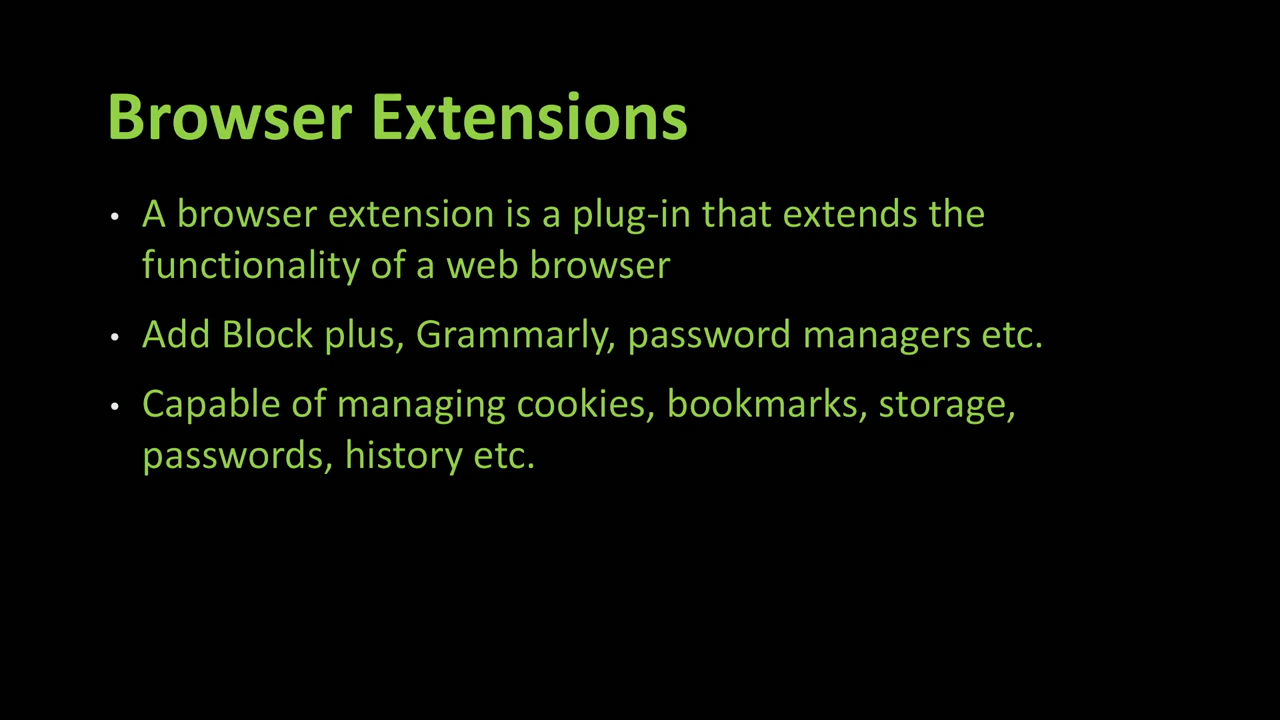 Browser Extensions
• A browser extension is a plug-in that extends the
functionality of a web browser
• Add Block plus, Grammarly, password managers etc.
• Capable of managing cookies, bookmarks, storage,
passwords, history etc.